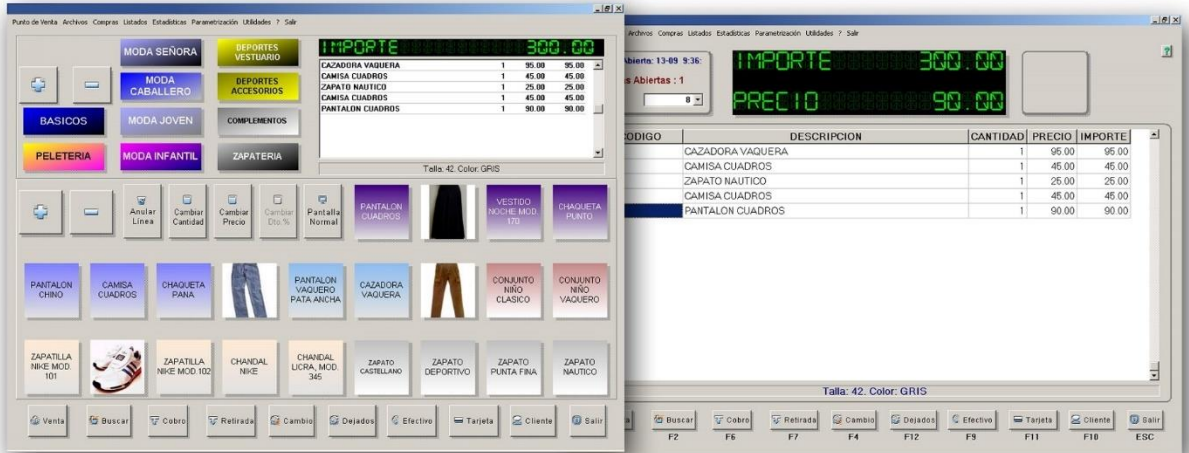 Punto de Venta Archivos Compras Listados Estadísticas Parametrización Utilidades ? Salir
MODA SEÑORA
DEPORTES VESTUARIO
MODA CABALLERO
DEPORTES ACCESORIOS
BASICOS
MODA JOVEN
COMPLEMENTOS
PELETERIA
MODA INFANTIL
ZAPATERIA
IMPORTE 300.00
CAZADORA VAQUERA 1 95.00 95.00
CAMISA CUADROS 1 45.00 45.00
ZAPATO NAUTICO 1 25.00 25.00
CAMISA CUADROS 1 45.00 45.00
PANTALON CUADROS 1 90.00 90.00
Talla: 42. Color: GRIS
Anular Línea
Cambiar Cantidad
Cambiar Precio
Cambiar Dto.%
Pantalla Normal
PANTALON CUADROS
VESTIDO NOCHE MOD. 170
CHAQUETA PUNTO
PANTALON CHINO
CAMISA CUADROS
CHAQUETA PANA
PANTALON VAQUERO PATA ANCHA
CAZADORA VAQUERA
CONJUNTO NIÑO CLASICO
CONJUNTO NIÑO VAQUERO
ZAPATILLA NIKE MOD. 101
ZAPATILLA NIKE MOD.102
CHANDAL NIKE
CHANDAL LICRA, MOD. 345
ZAPATO CASTELLANO
ZAPATO DEPORTIVO
ZAPATO PUNTA FINA
ZAPATO NAUTICO
Venta Buscar Cobro Retirada Cambio Dejados Efectivo Tarjeta Cliente Salir
Archivos Compras Listados Estadísticas Parametrización Utilidades ? Salir
Abierta: 13-09 9:36:
s Abiertas : 1
8
IMPORTE 300.00
PRECIO 90.00
CODIGO DESCRIPCION CANTIDAD PRECIO IMPORTE
CAZADORA VAQUERA 1 95.00 95.00
CAMISA CUADROS 1 45.00 45.00
ZAPATO NAUTICO 1 25.00 25.00
CAMISA CUADROS 1 45.00 45.00
PANTALON CUADROS 1 90.00 90.00
Talla: 42. Color: GRIS
Buscar Cobro Retirada Cambio Dejados Efectivo Tarjeta Cliente Salir
F2 F6 F7 F4 F12 F9 F11 F10 ESC